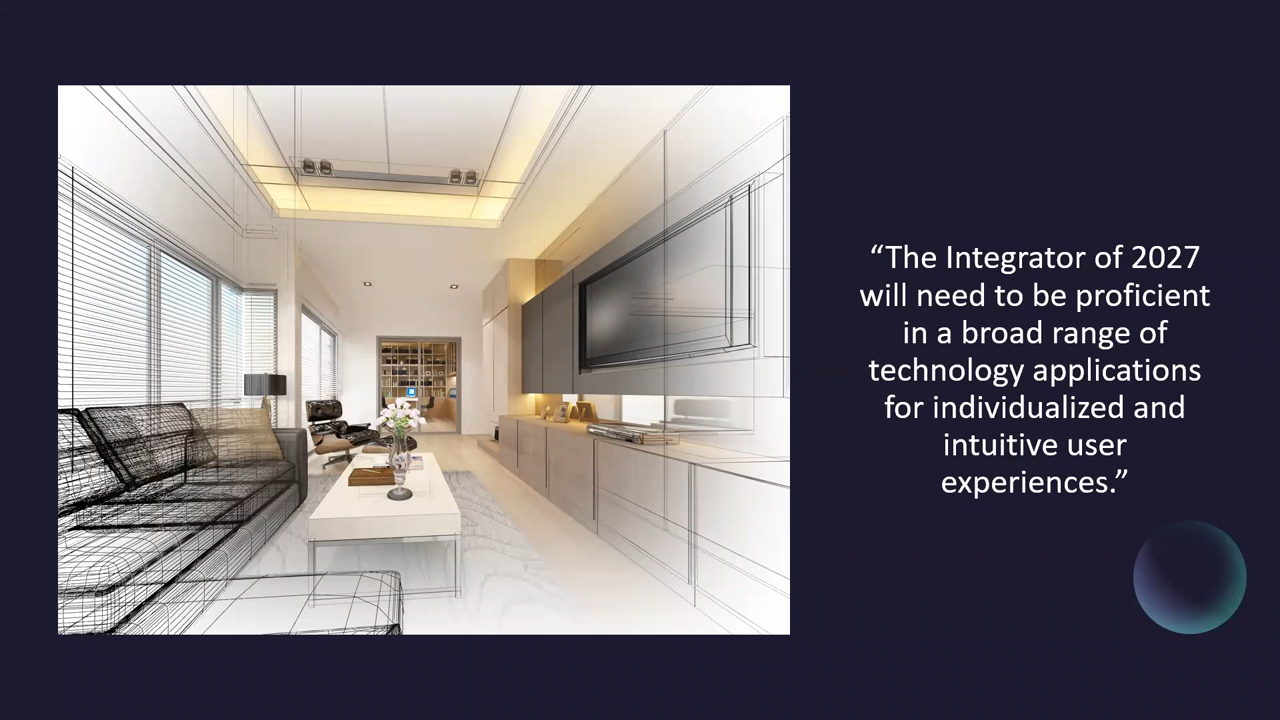 “The Integrator of 2027
will need to be proficient
in a broad range of
technology applications
for individualized and
intuitive user
experiences.”